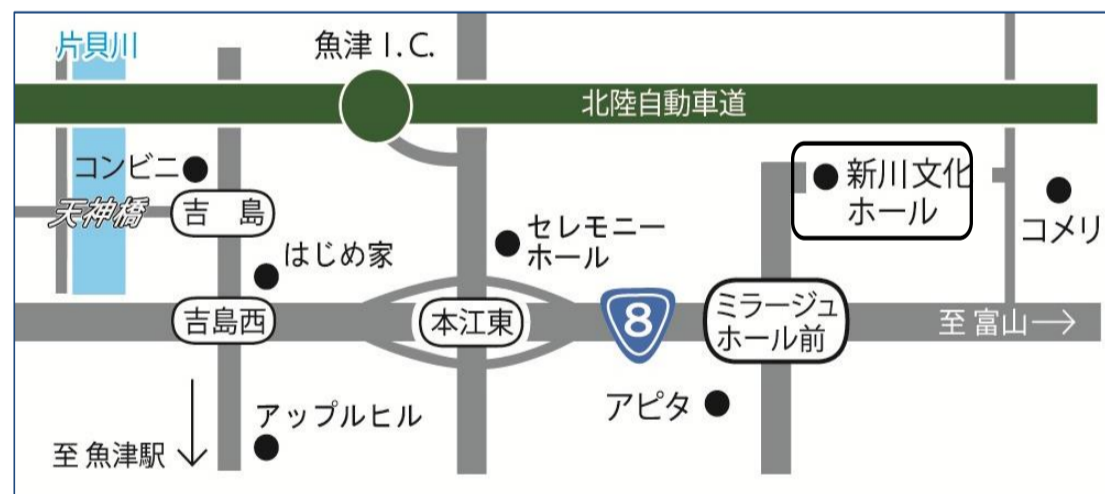 片貝川
魚津 I.C.
北陸自動車道
コンビニ
新川文化
ホール
天神橋
吉 島
コメリ
セレモニー
ホール
はじめ家
吉島西
本江東
8
ミラージュ
ホール前
至 富山→
アピタ
アップルヒル
至 魚津駅